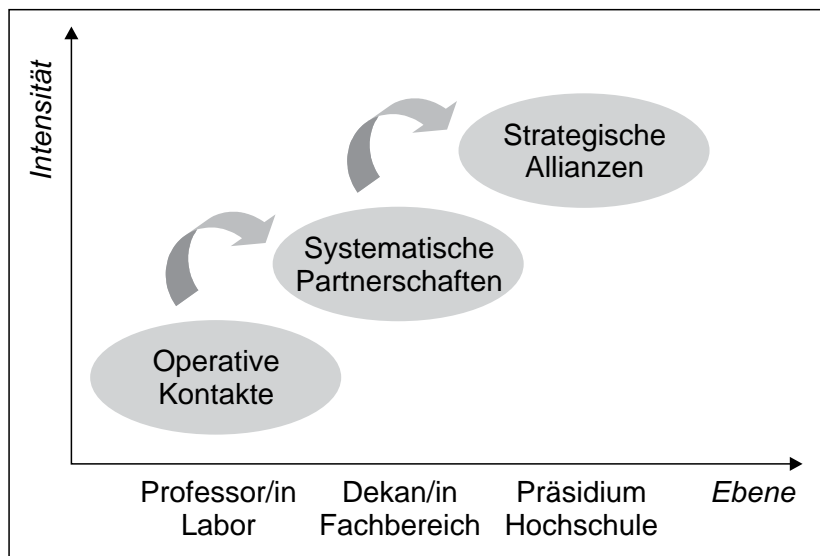 Intensität
Strategische
Allianzen
Systematische
Partnerschaften
Operative
Kontakte
Professor/in
Labor
Dekan/in
Fachbereich
Präsidium
Hochschule
Ebene